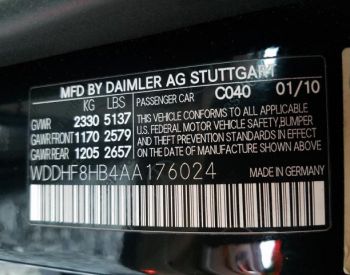 MFD BY DAIMLER AG STUTTGART
KG LBS PASSENGER CAR C040 01/10
GVWR 2330 5137 THIS VEHICLE CONFORMS TO ALL APPLICABLE
GAWR FRONT 1170 2579 U.S. FEDERAL MOTOR VEHICLE SAFETY, BUMPER
GAWR REAR 1205 2657 AND THEFT PREVENTION STANDARDS IN EFFECT
ON THE DATE OF MANUFACTURE SHOWN ABOVE
WDDHF8HB4AA176024 MADE IN GERMANY